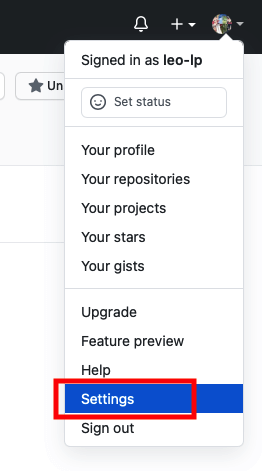 Un
Signed in as leo-lp
Set status
Your profile
Your repositories
Your projects
Your stars
Your gists
Upgrade
Feature preview
Help
Settings
Sign out